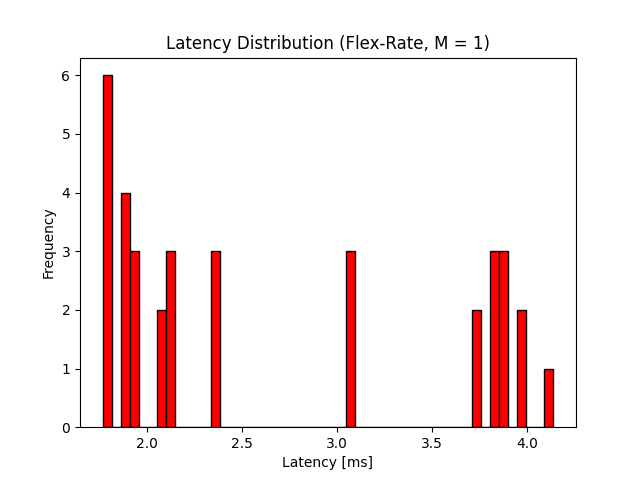 Latency Distribution (Flex-Rate, M = 1)
6
5
4
3
2
1
0
Frequency
2.0 2.5 3.0 3.5 4.0
Latency [ms]